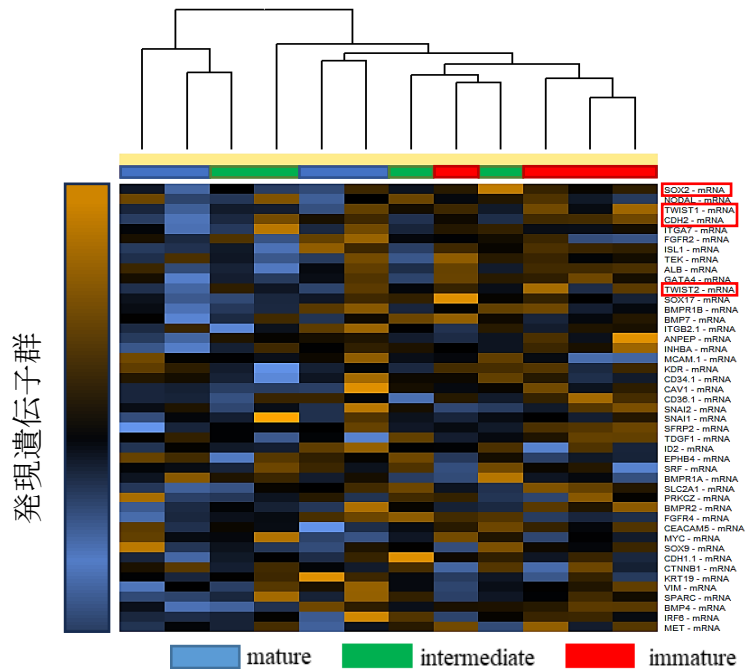 発現遺伝子群
SOX2 - mRNA
NODAL - mRNA
TWIST1 - mRNA
CDH2 - mRNA
ITGA7 - mRNA
FGFR2 - mRNA
ISL1 - mRNA
TEK - mRNA
ALB - mRNA
GATA4 - mRNA
TWIST2 - mRNA
SOX17 - mRNA
BMPR1B - mRNA
BMP7 - mRNA
ITGB2.1 - mRNA
ANPEP - mRNA
INHBA - mRNA
MCAM.1 - mRNA
KDR - mRNA
CD34.1 - mRNA
CAV1 - mRNA
CD36.1 - mRNA
SNAI2 - mRNA
SNAI1 - mRNA
SFRP2 - mRNA
TDGF1 - mRNA
ID2 - mRNA
EPHB4 - mRNA
SRF - mRNA
BMPR1A - mRNA
SLC2A1 - mRNA
PRKCZ - mRNA
BMPR2 - mRNA
FGFR4 - mRNA
CEACAM5 - mRNA
MYC - mRNA
SOX9 - mRNA
CDH1.1 - mRNA
CTNNB1 - mRNA
KRT19 - mRNA
VIM - mRNA
SPARC - mRNA
BMP4 - mRNA
IRF6 - mRNA
MET - mRNA
mature intermediate immature